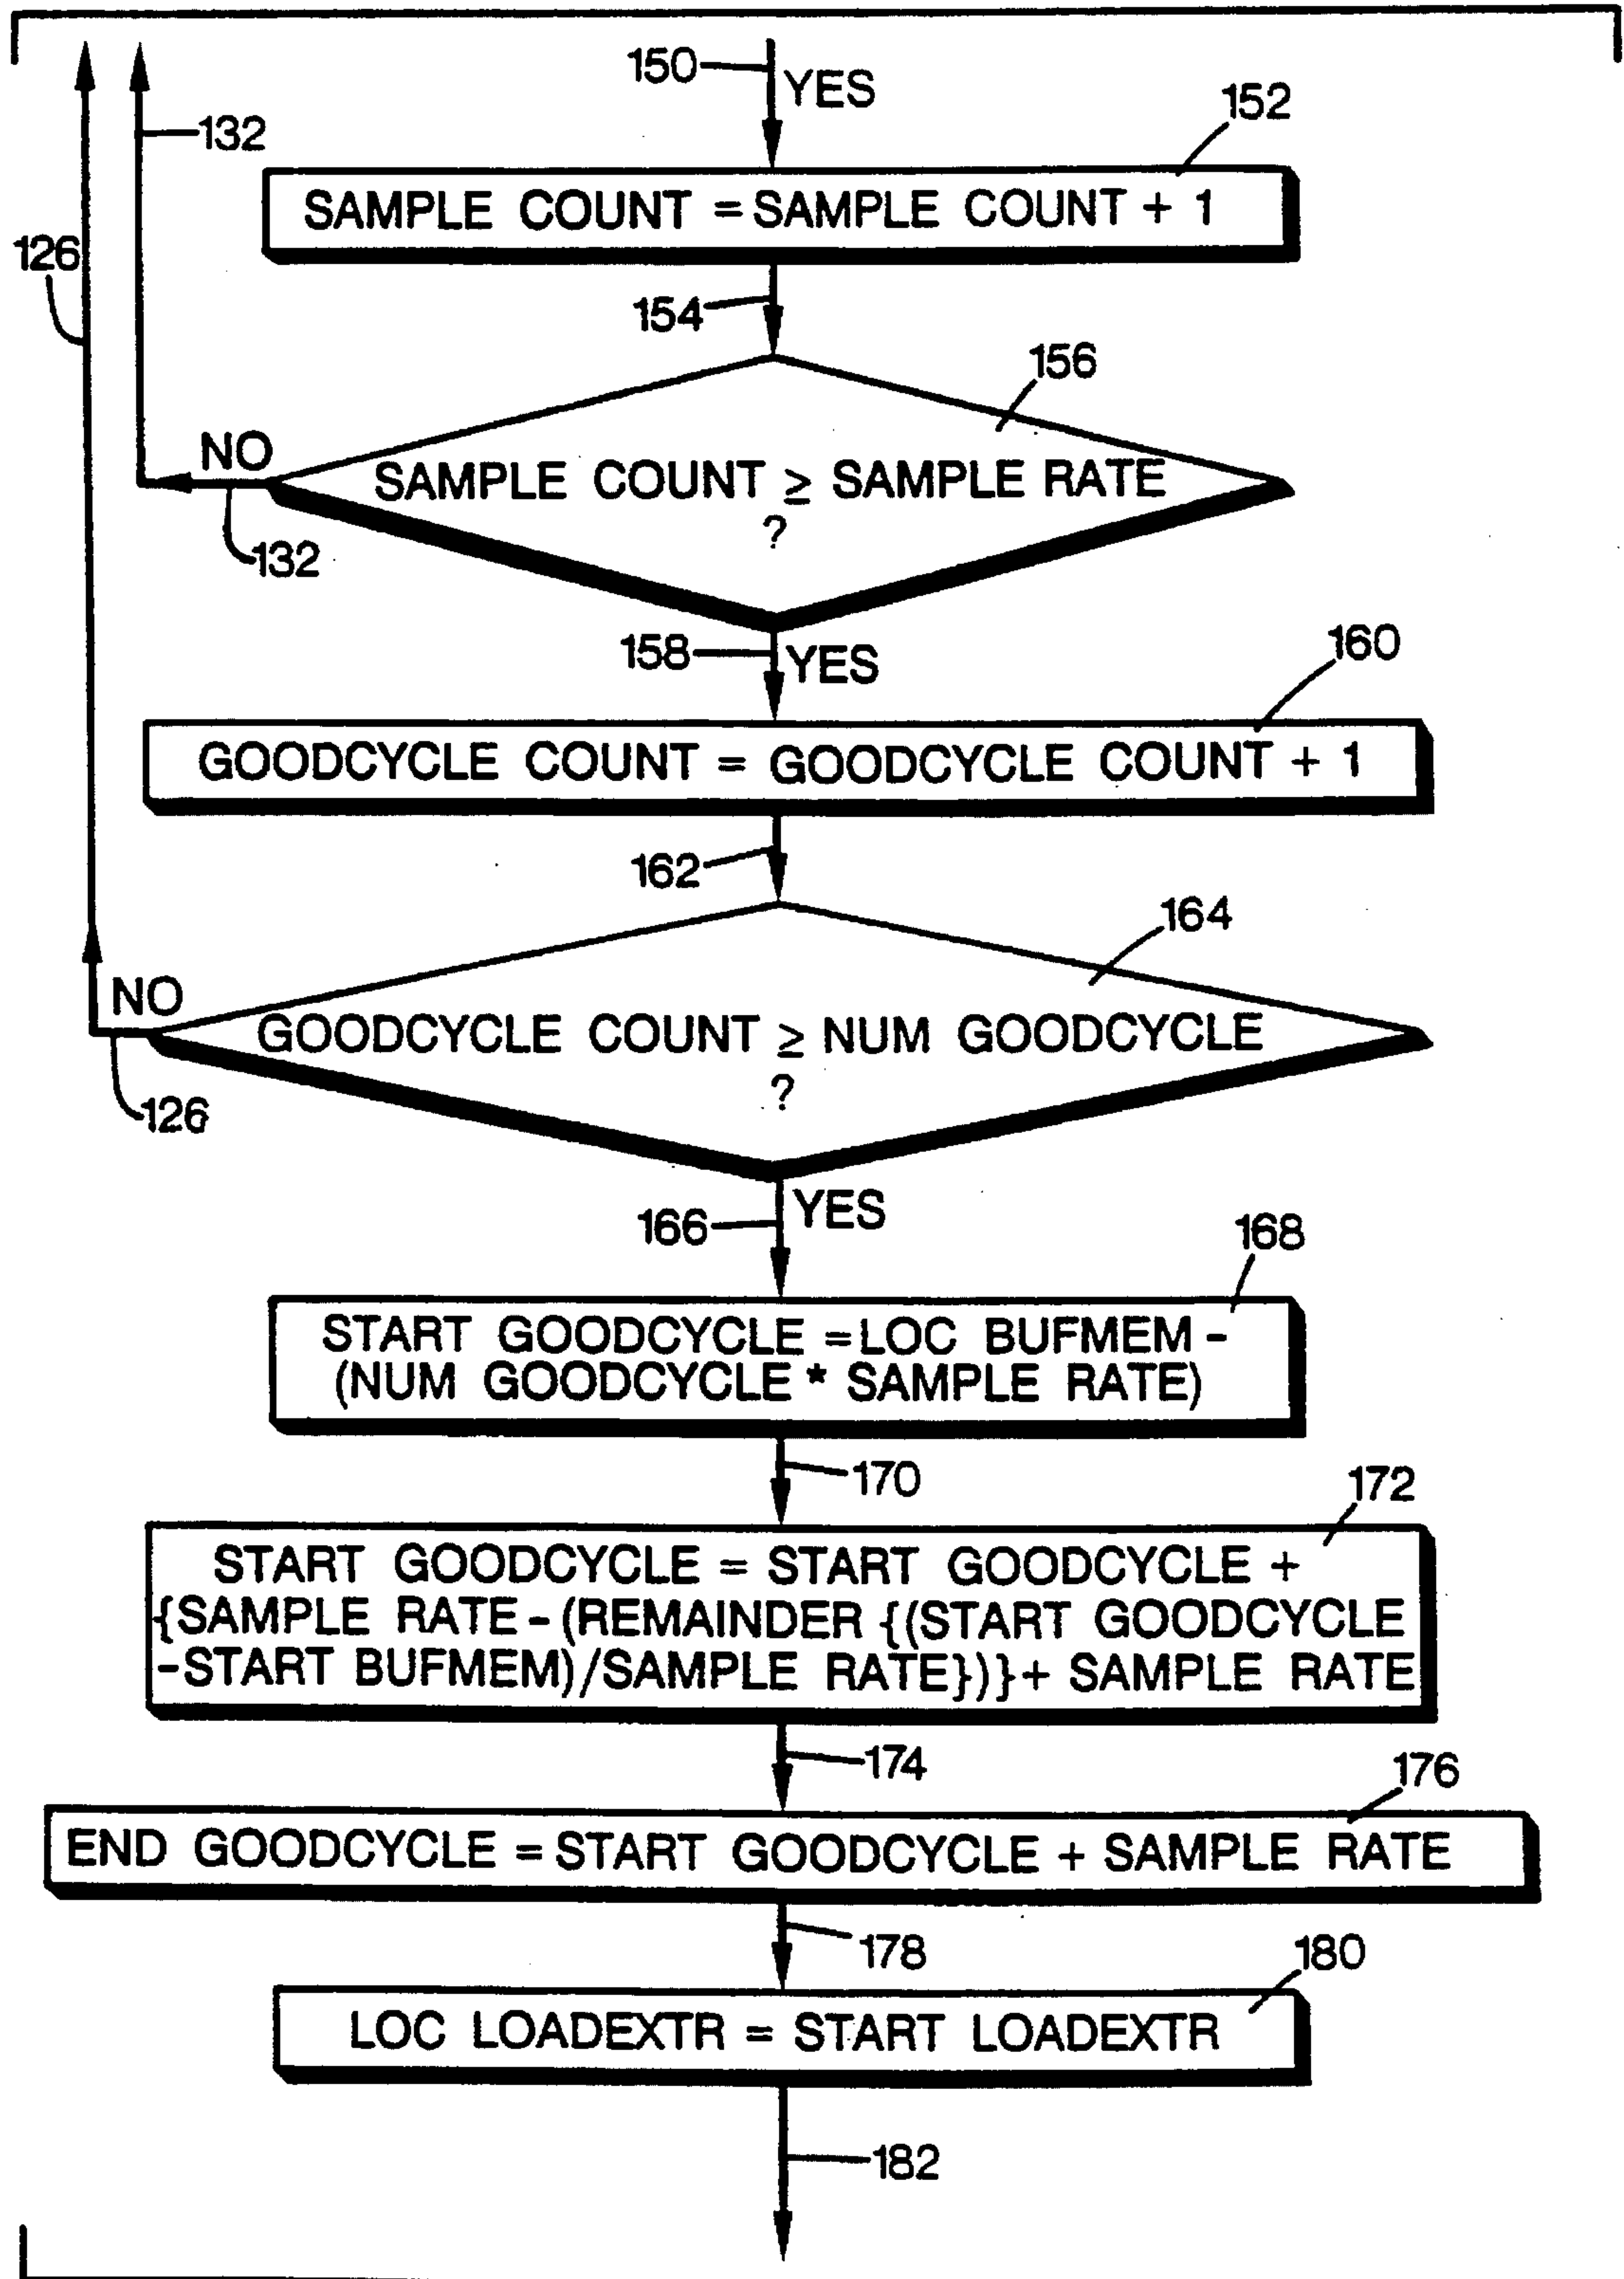 150
YES
152
132
SAMPLE COUNT = SAMPLE COUNT + 1
126
154
156
NO
SAMPLE COUNT ≥ SAMPLE RATE
?
132
158
YES
160
GOODCYCLE COUNT = GOODCYCLE COUNT + 1
162
164
NO
GOODCYCLE COUNT ≥ NUM GOODCYCLE
?
126
166
YES
168
START GOODCYCLE = LOC BUFMEM -
(NUM GOODCYCLE * SAMPLE RATE)
170
172
START GOODCYCLE = START GOODCYCLE +
{SAMPLE RATE - (REMAINDER {(START GOODCYCLE
-START BUFMEM)/SAMPLE RATE})} + SAMPLE RATE
174
176
END GOODCYCLE = START GOODCYCLE + SAMPLE RATE
178
180
LOC LOADEXTR = START LOADEXTR
182